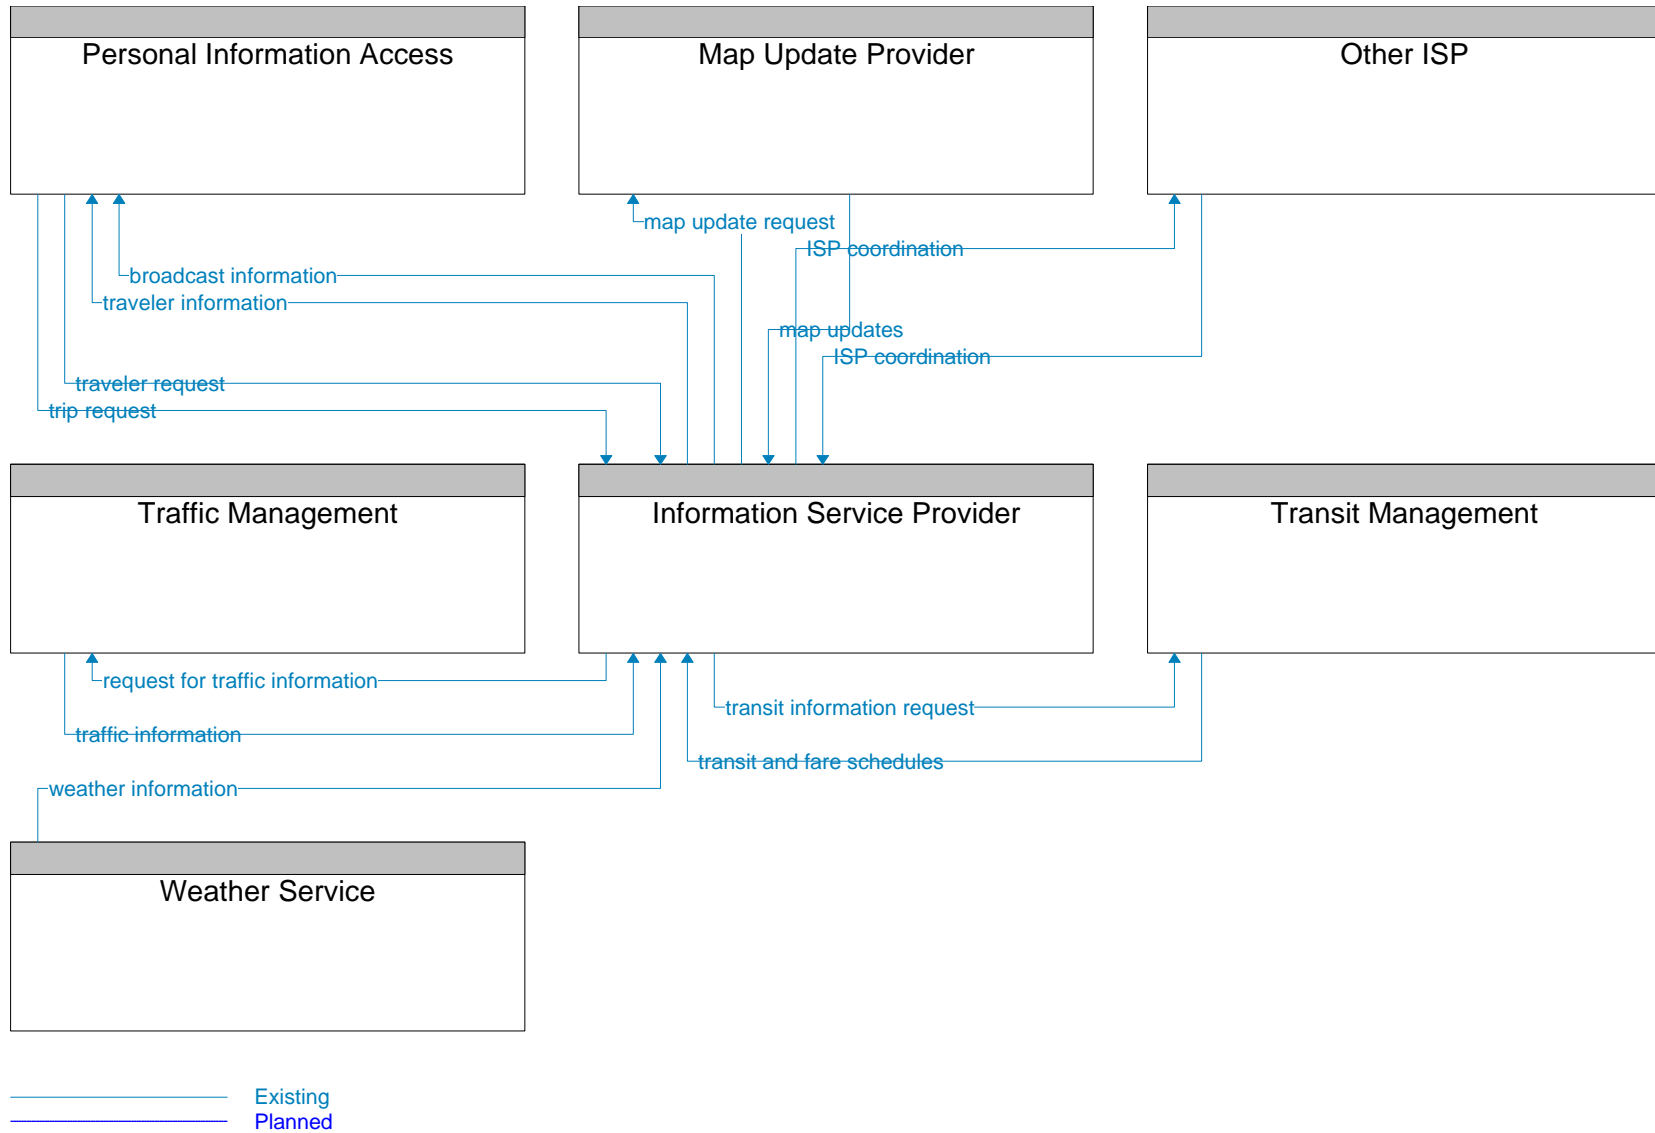 Personal Information Access
Map Update Provider
Other ISP
map update request
ISP coordination
broadcast information
traveler information
map updates
ISP coordination
traveler request
trip request
Traffic Management
Information Service Provider
Transit Management
request for traffic information
transit information request
traffic information
transit and fare schedules
weather information
Weather Service
Existing
Planned